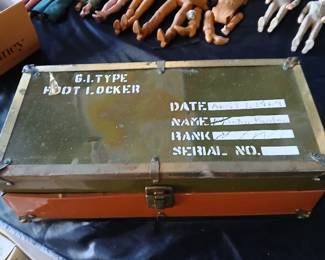 G.I. TYPE
FOOT LOCKER
DATE:
NAME:
RANK
SERIAL NO.